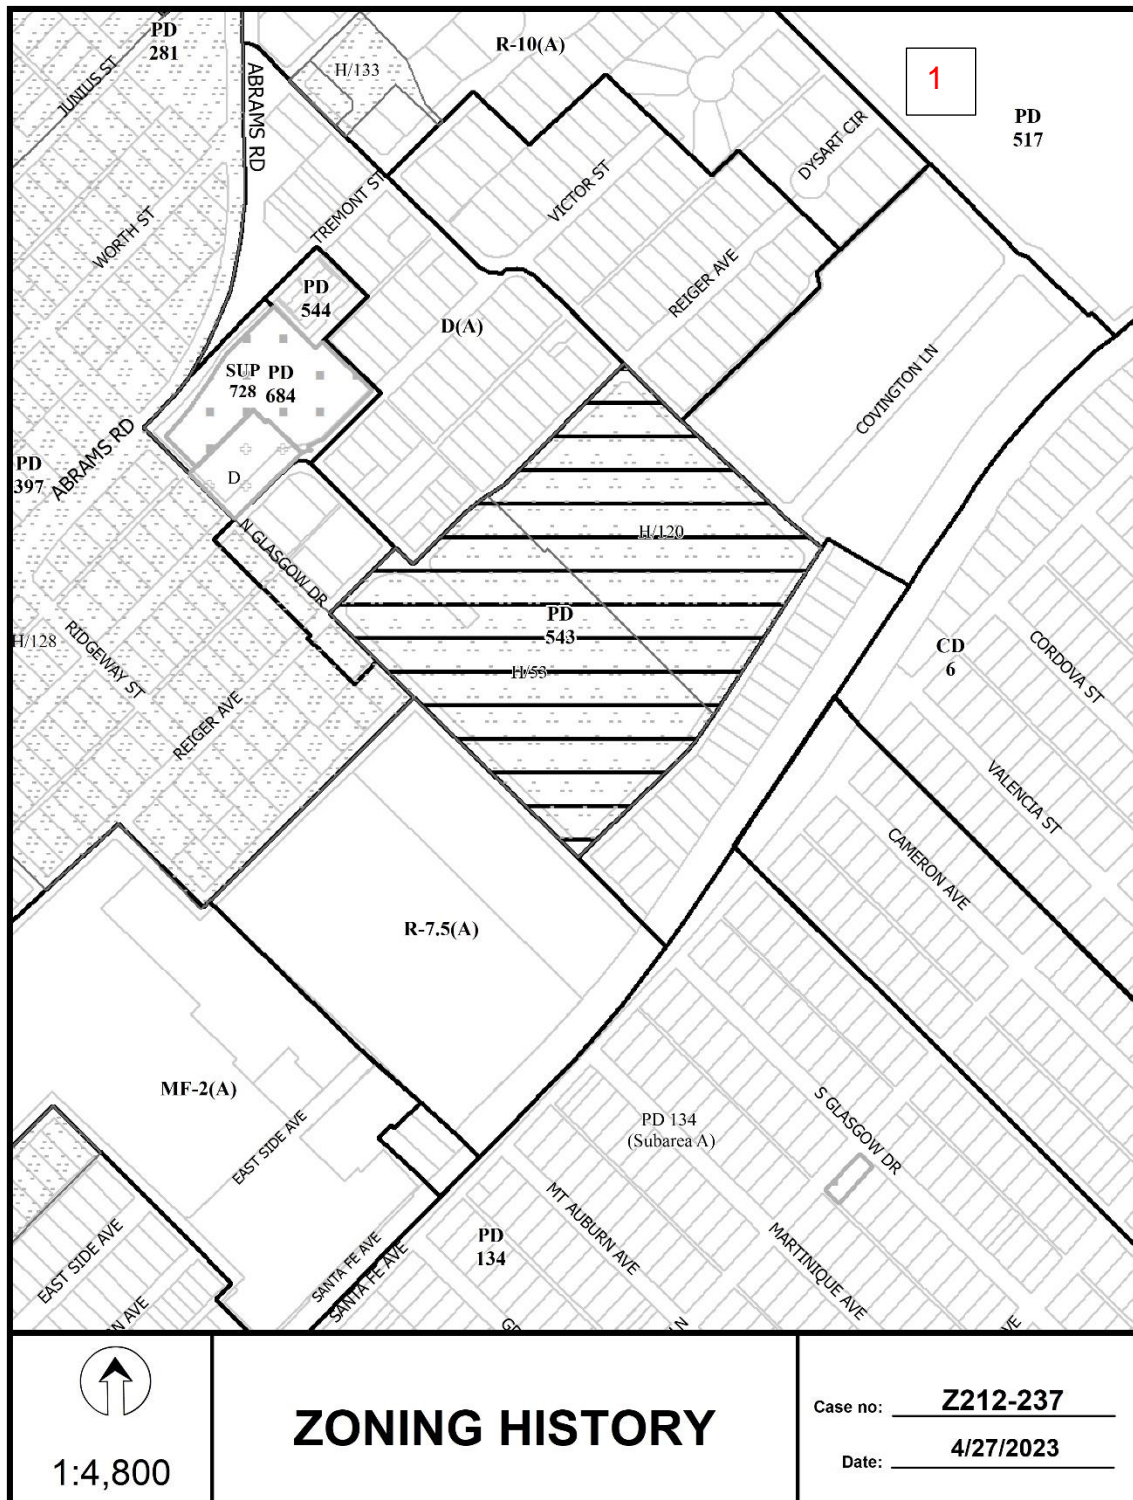 PD
281
R-10(A)
1
PD
517
JUNIUS ST
H/133
ABRAMS RD
DYSART CIR
VICTOR ST
TREMONT ST
WORTH ST
REIGER AVE
PD
544
D(A)
SUP
728
PD
684
COVINGTON LN
ABRAMS RD
PD
397
D
N GLASGOW DR
H/120
PD
543
H/128
RIDGEWAY ST
H/53
CD
6
CORDOVA ST
REIGER AVE
VALENCIA ST
CAMERON AVE
R-7.5(A)
MF-2(A)
EAST SIDE AVE
PD 134
(Subarea A)
S GLASGOW DR
MT AUBURN AVE
PD
134
MARTINIQUE AVE
EAST SIDE AVE
SANTA FE AVE
SANTA FE AVE
N AVE
LN
VE
1:4,800
ZONING HISTORY
Case no: Z212-237
Date: 4/27/2023